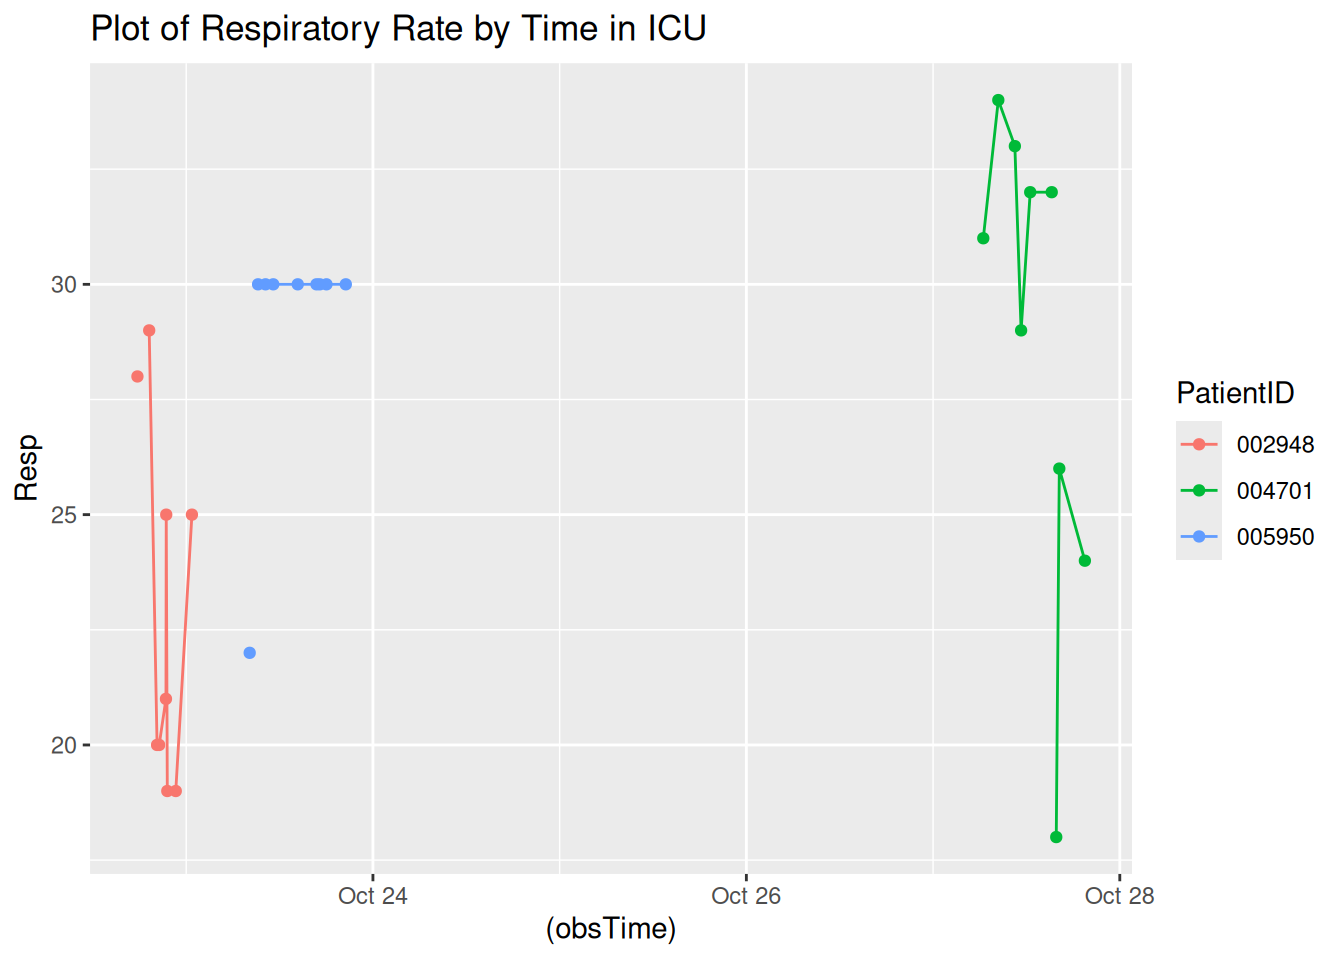 Plot of Respiratory Rate by Time in ICU
Resp
30
25
20
Oct 24
Oct 26
Oct 28
(obsTime)
PatientID
002948
004701
005950